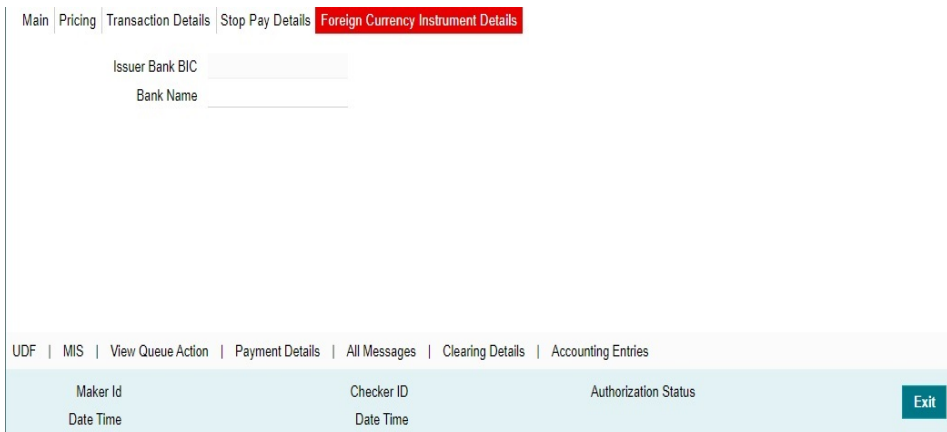 Main | Pricing | Transaction Details | Stop Pay Details | Foreign Currency Instrument Details
Issuer Bank BIC
Bank Name
UDF | MIS | View Queue Action | Payment Details | All Messages | Clearing Details | Accounting Entries
Maker Id Checker ID Authorization Status Exit
Date Time Date Time